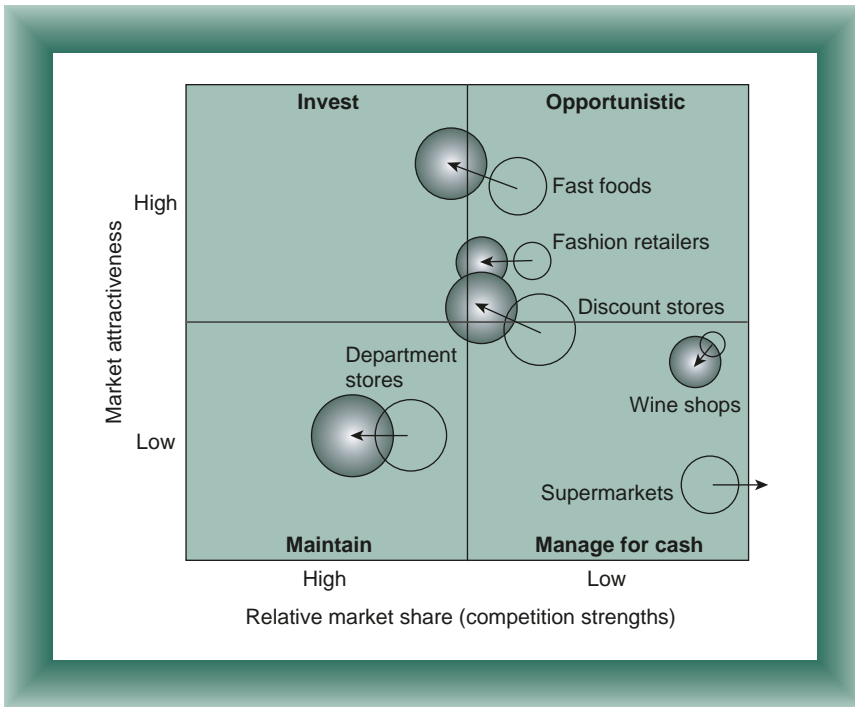 Invest
Opportunistic
Fast foods
High
Fashion retailers
Discount stores
Market attractiveness
Department
stores
Wine shops
Low
Supermarkets
Maintain
Manage for cash
High
Low
Relative market share (competition strengths)